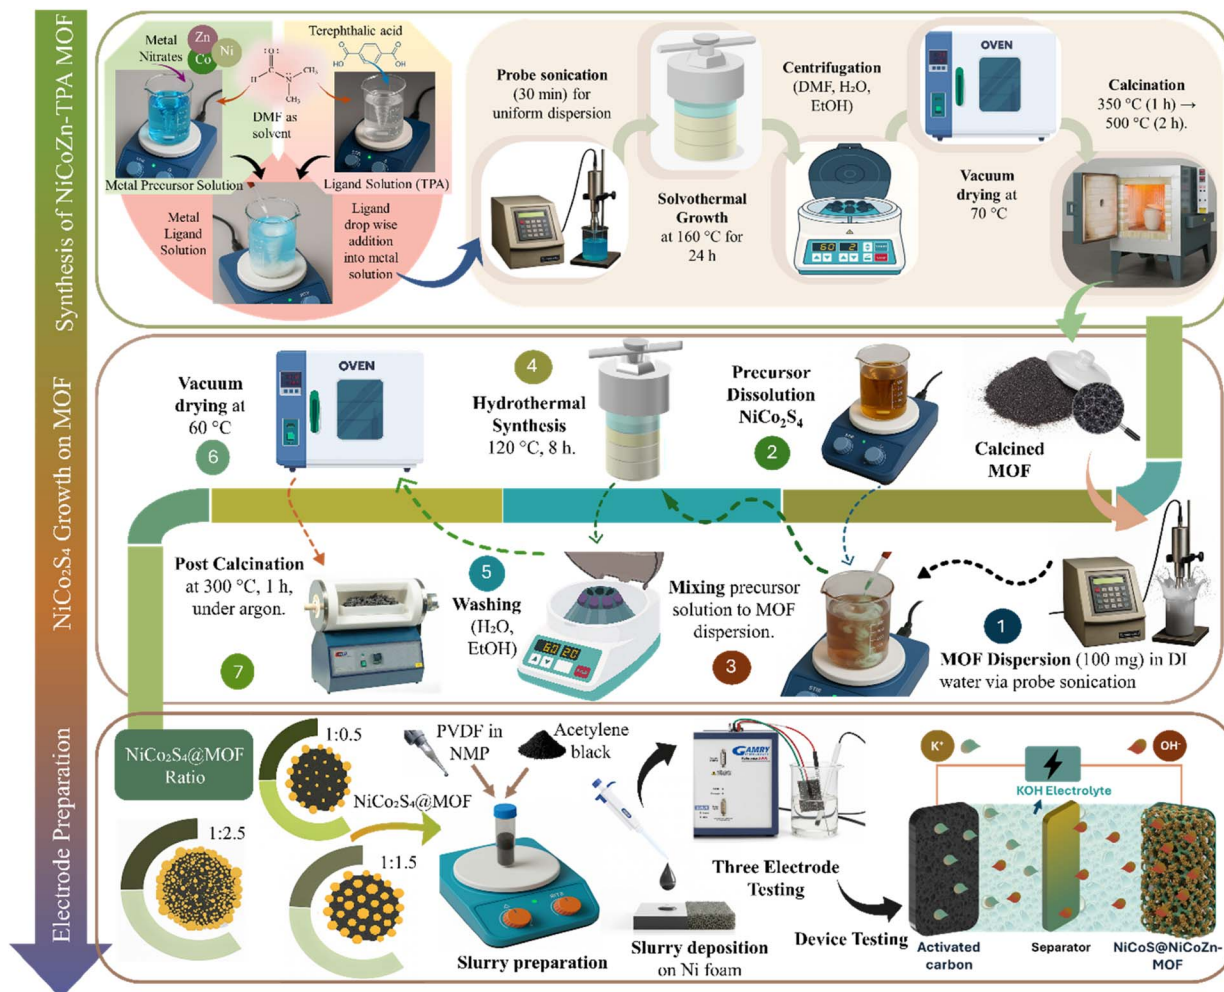 Synthesis of NiCoZn-TPA MOF
Metal
Nitrates
Zn
Co
Ni
Terephthalic acid
DMF as
solvent
Metal Precursor Solution
Ligand Solution (TPA)
Metal
Ligand
Solution
Ligand
drop wise
addition
into metal
solution
Probe sonication
(30 min) for
uniform dispersion
Solvothermal
Growth
at 160 °C for
24 h
Centrifugation
(DMF, H₂O,
EtOH)
OVEN
Vacuum
drying at
70 °C
Calcination
350 °C (1 h) →
500 °C (2 h).
NiCo₂S₄ Growth on MOF
Calcined
MOF
1
MOF Dispersion (100 mg) in DI
water via probe sonication
Precursor
Dissolution
NiCo₂S₄
2
Mixing precursor
solution to MOF
dispersion.
3
4
Hydrothermal
Synthesis
120 °C, 8 h.
5
Washing
(H₂O,
EtOH)
OVEN
Vacuum
drying at
60 °C
6
Post Calcination
at 300 °C, 1 h,
under argon.
7
Electrode Preparation
NiCo₂S₄@MOF
Ratio
1:0.5
1:2.5
1:1.5
NiCo₂S₄@MOF
PVDF in
NMP
Acetylene
black
Slurry preparation
Slurry deposition
on Ni foam
GAMRY
Three Electrode
Testing
Device Testing
K⁺
OH⁻
KOH Electrolyte
Activated
carbon
Separator
NiCoS@NiCoZn-
MOF